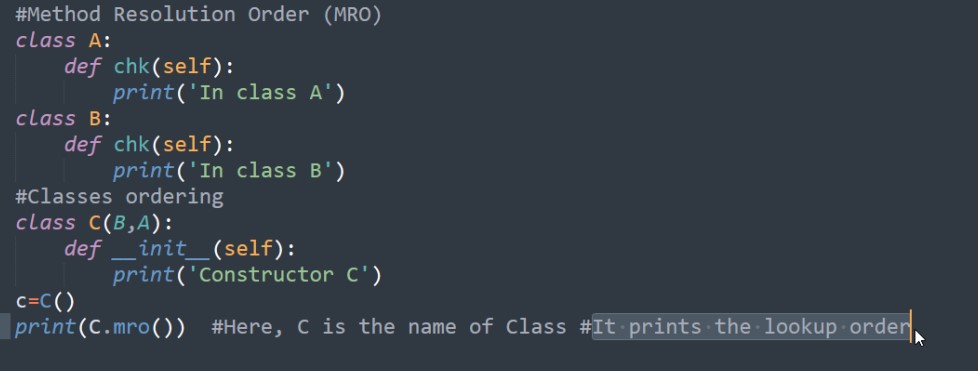 #Method Resolution Order (MRO)
class A:
    def chk(self):
        print('In class A')
class B:
    def chk(self):
        print('In class B')
#Classes ordering
class C(B,A):
    def __init__(self):
        print('Constructor C')
c=C()
print(C.mro())  #Here, C is the name of Class #It prints the lookup order